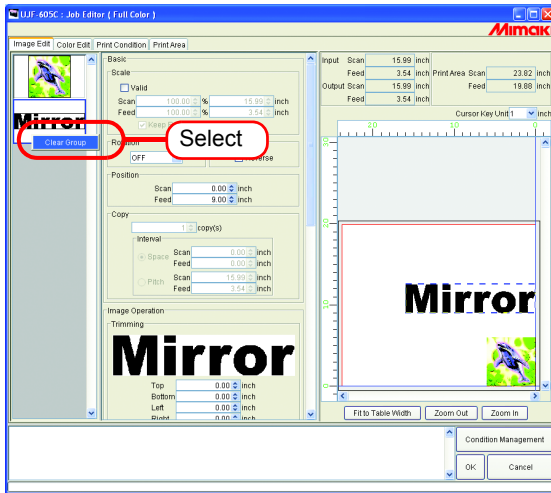 UJF-605C : Job Editor ( Full Color )
Mimaki
Image Edit Color Edit Print Condition Print Area
Mirror
Clear Group
Select
Basic
Scale
Valid
Scan 100.00 % 15.99 inch
Feed 100.00 % 3.54 inch
Rotation
OFF
Position
Scan 0.00 inch
Feed 9.00 inch
Copy
1 copy(s)
Interval
Space Scan 0.00 inch
Feed 0.00 inch
Pitch Scan 15.99 inch
Feed 3.54 inch
Image Operation
Trimming
Mirror
Top 0.00 inch
Bottom 0.00 inch
Left 0.00 inch
Right 0.00 inch
Input Scan 15.99 inch
Feed 3.54 inch Print Area Scan 23.82 inch
Output Scan 15.99 inch Feed 19.88 inch
Feed 3.54 inch
Cursor Key Unit 1 inch
20 10 0
Mirror
Fit to Table Width Zoom Out Zoom In
Condition Management
OK Cancel